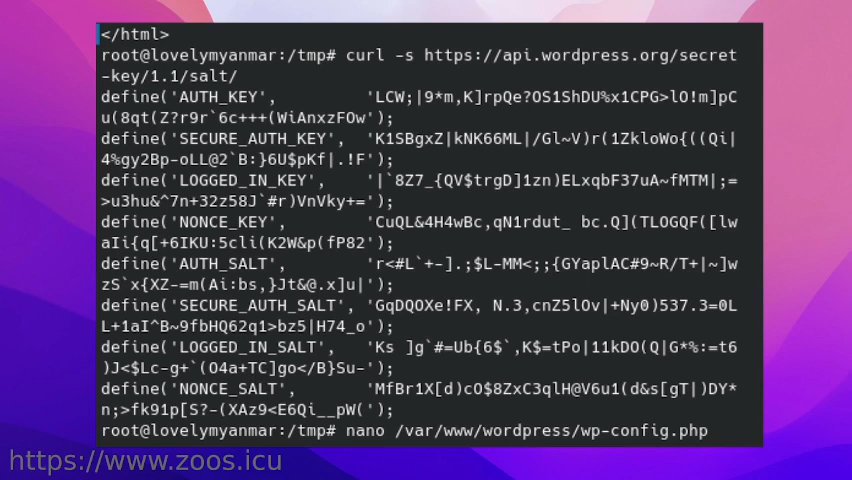 </html>
root@lovelymyanmar:/tmp# curl -s https://api.wordpress.org/secret
-key/1.1/salt/
define('AUTH_KEY',         'LCW;|9*m,K]rpQe?OS1ShDU%x1CPG>lO!m]pC
u(8qt(Z?r9r`6c+++(WiAnxzFOw');
define('SECURE_AUTH_KEY',  'K1SBgxZ|kNK66ML|/Gl~V)r(1ZkloWo{((Qi|
4%gy2Bp-oLL@2`B:}6U$pKf|.!F');
define('LOGGED_IN_KEY',    '|`8Z7_{QV$trgD]1zn)ELxqbF37uA~fMTM|;=
>u3hu&^7n+32z58J`#r)VnVky+=');
define('NONCE_KEY',        'CuQL&4H4wBc,qN1rdut_ bc.Q](TLOGQF([lw
aIi{q[+6IKU:5cli(K2W&p(fP82');
define('AUTH_SALT',        'r<#L`+-].;$L-MM<;;{GYaplAC#9~R/T+|~]w
zS`x{XZ-=m(Ai:bs,}Jt&@.x]u|');
define('SECURE_AUTH_SALT', 'GqDQOXe!FX, N.3,cnZ5lOv|+Ny0)537.3=0L
L+1aI^B~9fbHQ62q1>bz5|H74_o');
define('LOGGED_IN_SALT',   'Ks ]g`#=Ub{6$`,K$=tPo|11kDO(Q|G*%:=t6
)J<$Lc-g+`(O4a+TC]go</B}Su-');
define('NONCE_SALT',       'MfBr1X[d)cO$8ZxC3qlH@V6u1(d&s[gT|)DY*
n;>fk91p[S?-(XAz9<E6Qi__pW(');
root@lovelymyanmar:/tmp# nano /var/www/wordpress/wp-config.php
https://www.zoos.icu